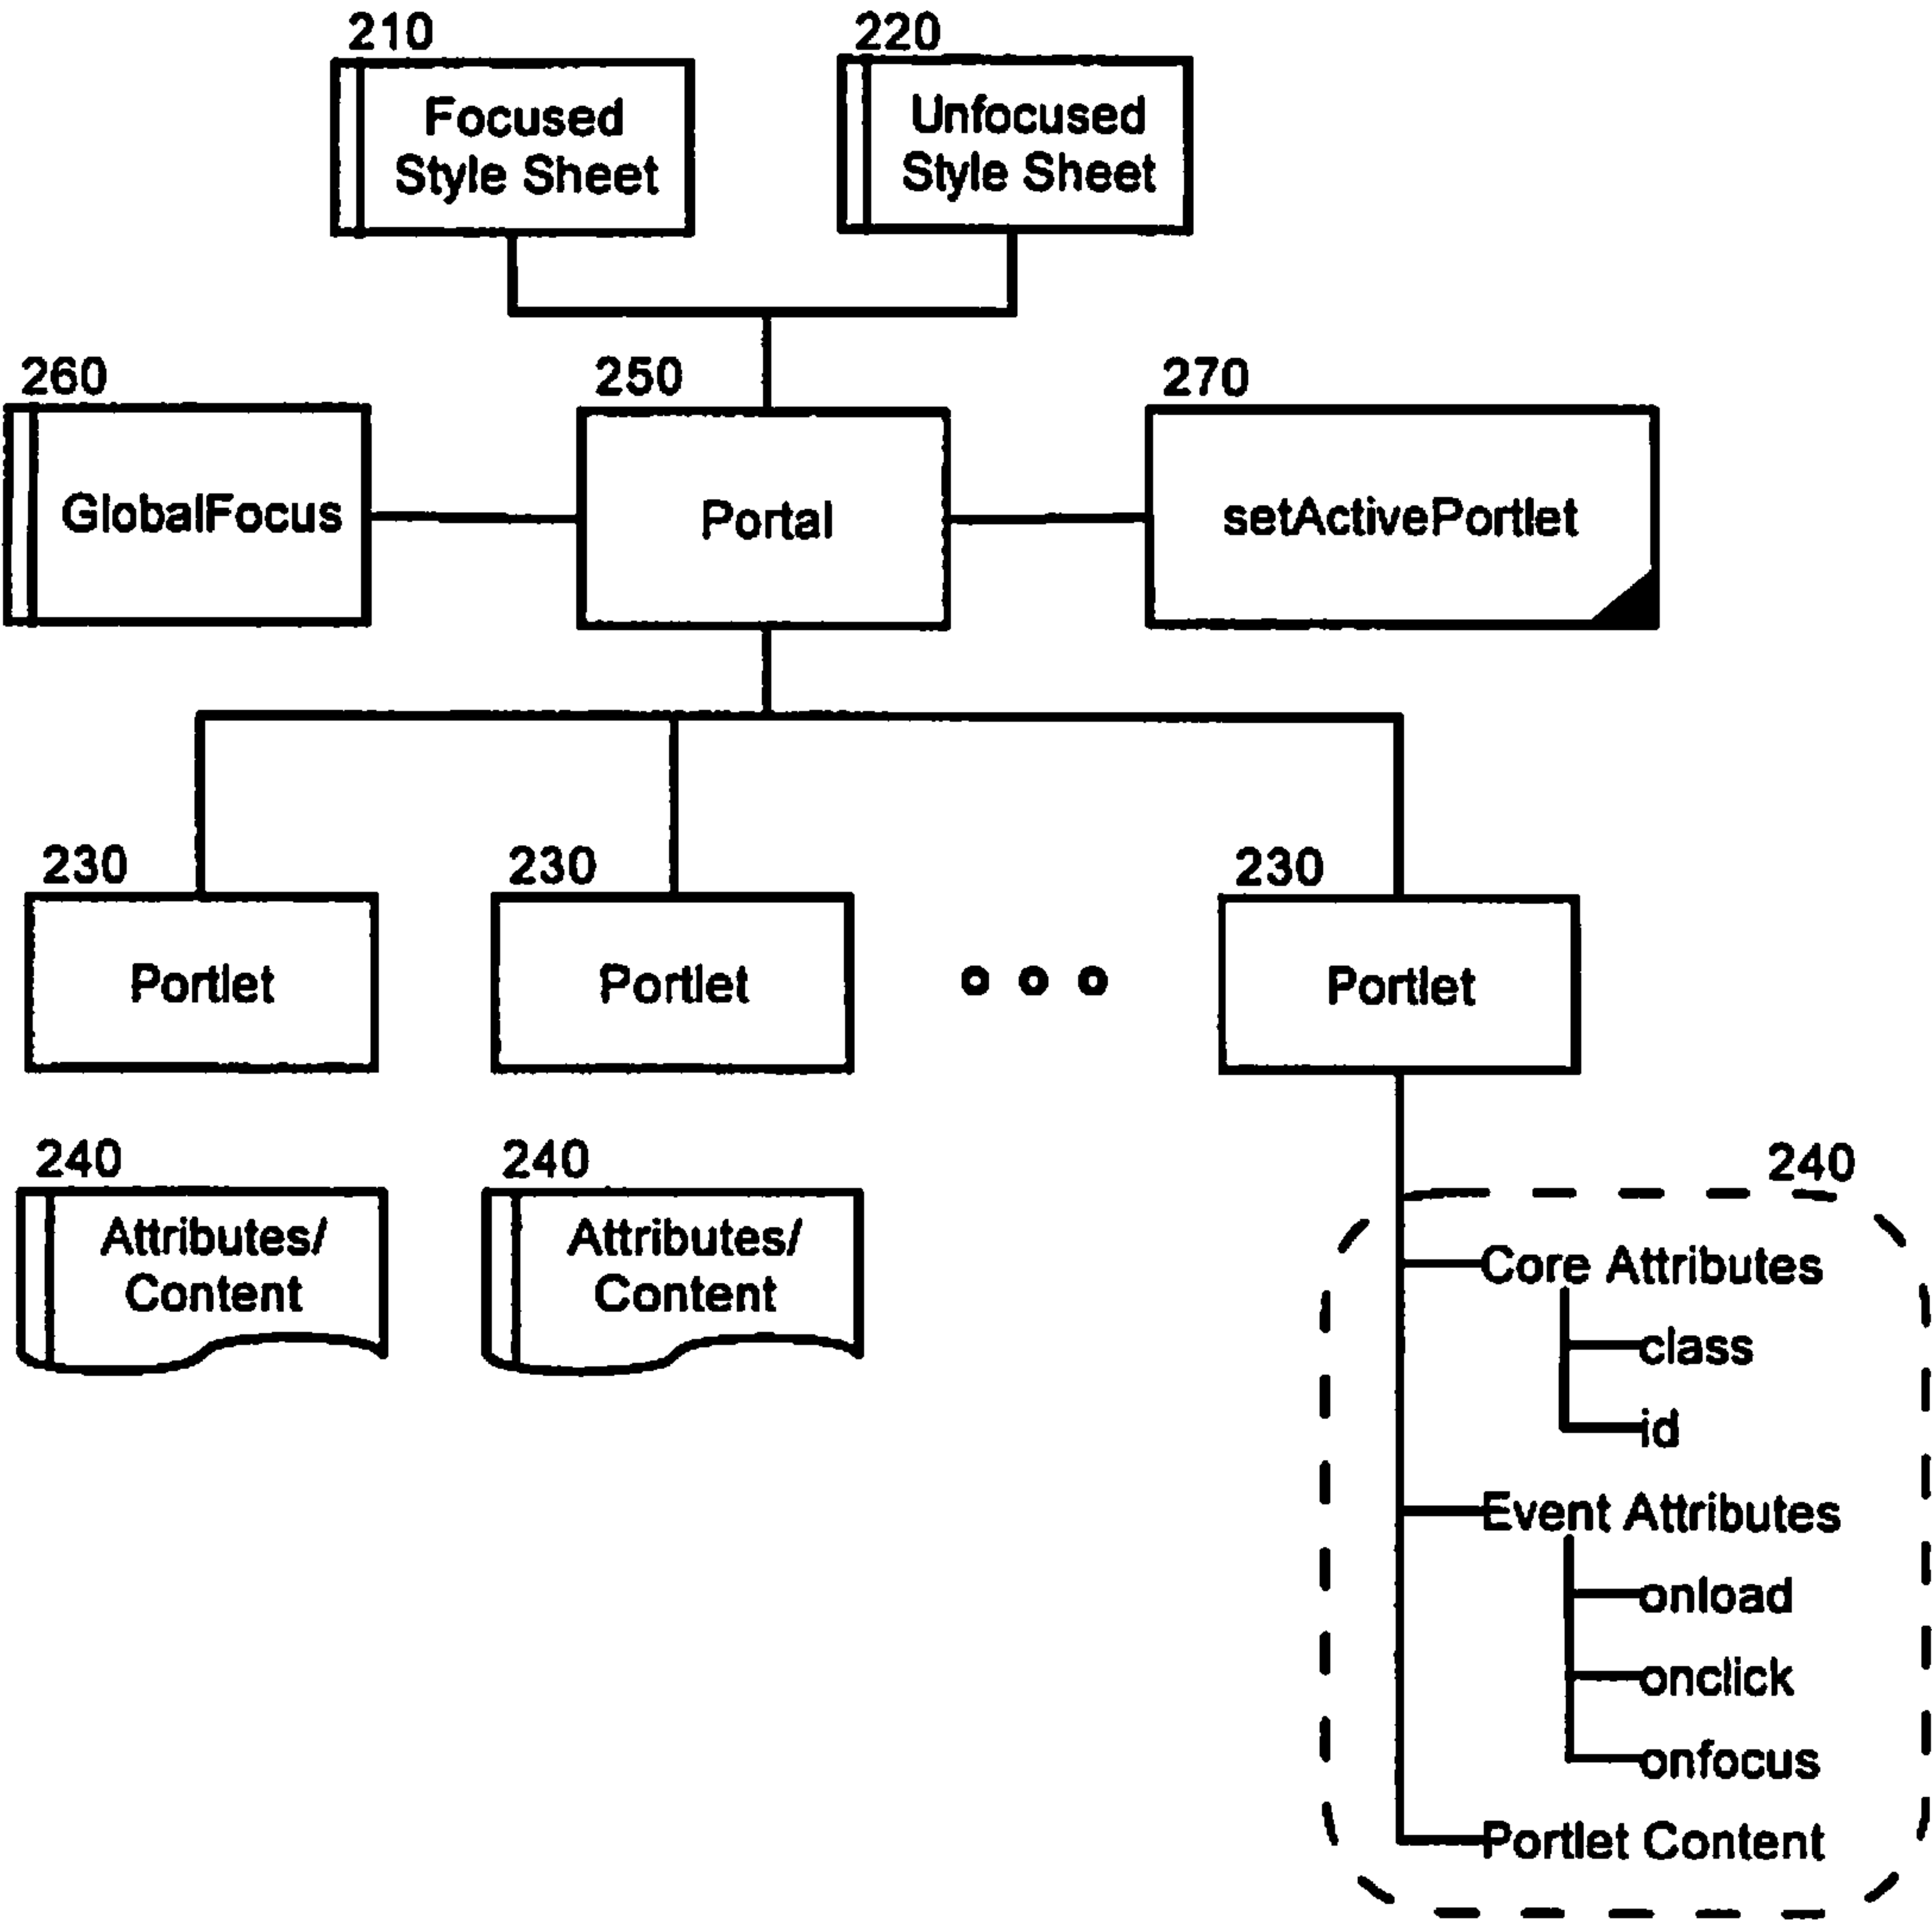 210
220
Focused
Style Sheet
Unfocused
Style Sheet
260
250
270
GlobalFocus
Portal
setActivePortlet
230
230
230
Portlet
Portlet
Portlet
240
240
240
Attributes/
Content
Attributes/
Content
Core Attributes
class
id
Event Attributes
onload
onclick
onfocus
Portlet Content